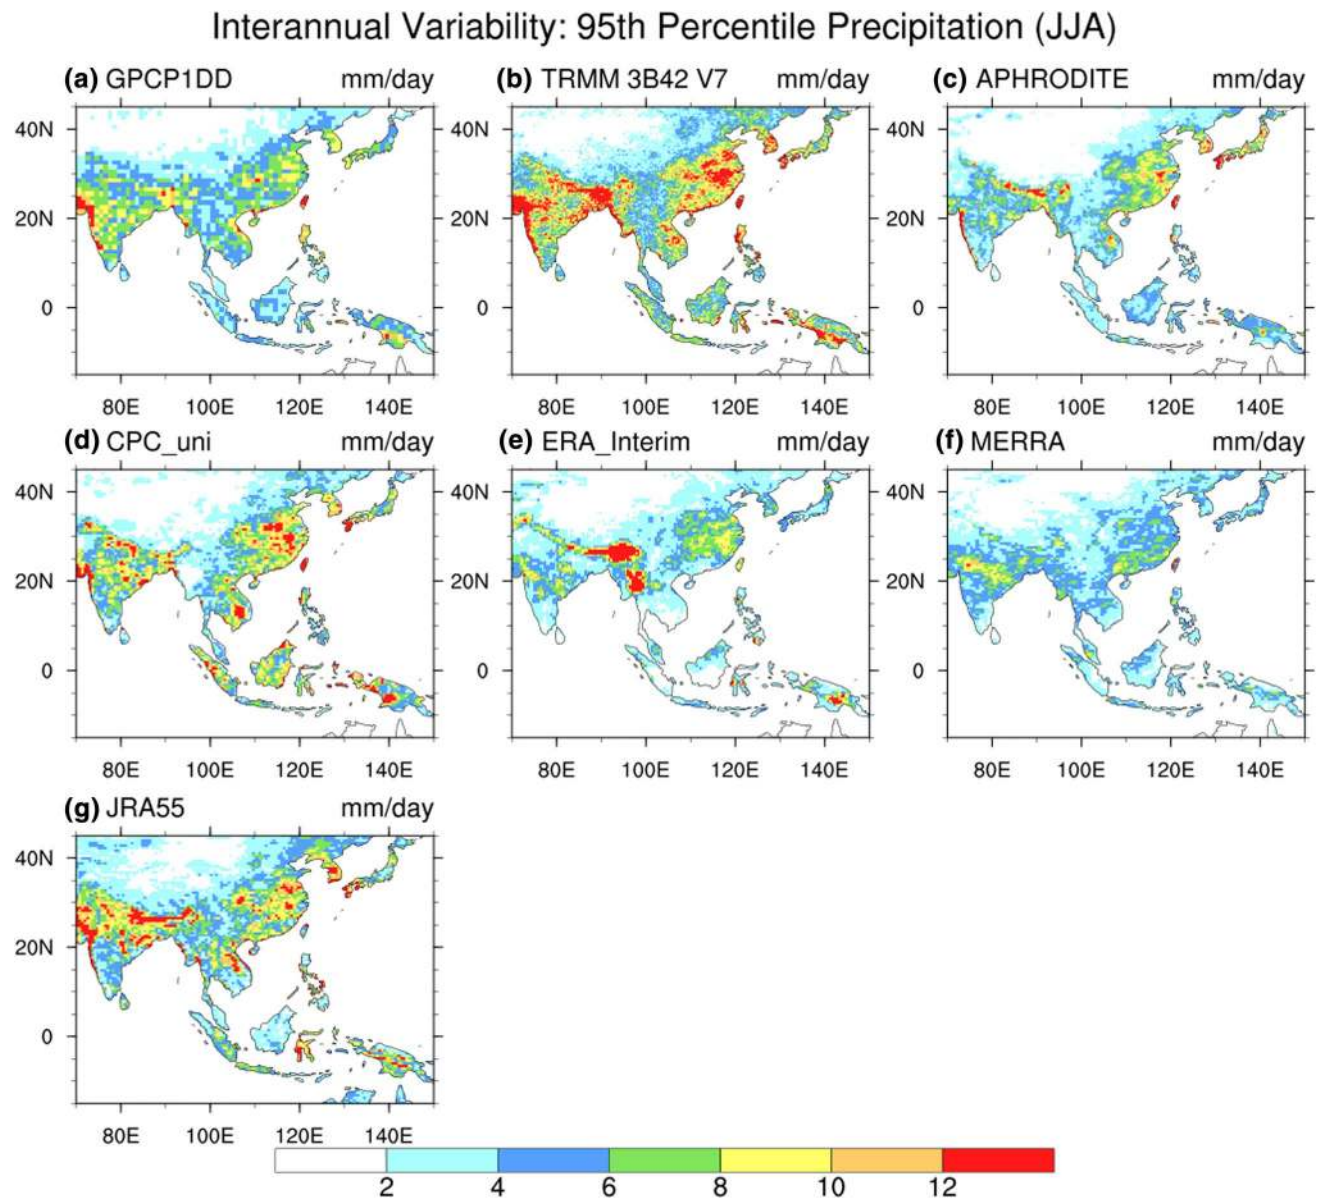 Interannual Variability: 95th Percentile Precipitation (JJA)
(a) GPCP1DD mm/day
(b) TRMM 3B42 V7 mm/day
(c) APHRODITE mm/day
40N
20N
0
80E 100E 120E 140E
40N
20N
0
80E 100E 120E 140E
40N
20N
0
80E 100E 120E 140E
(d) CPC_uni mm/day
(e) ERA_Interim mm/day
(f) MERRA mm/day
40N
20N
0
80E 100E 120E 140E
40N
20N
0
80E 100E 120E 140E
40N
20N
0
80E 100E 120E 140E
(g) JRA55 mm/day
40N
20N
0
80E 100E 120E 140E
2 4 6 8 10 12